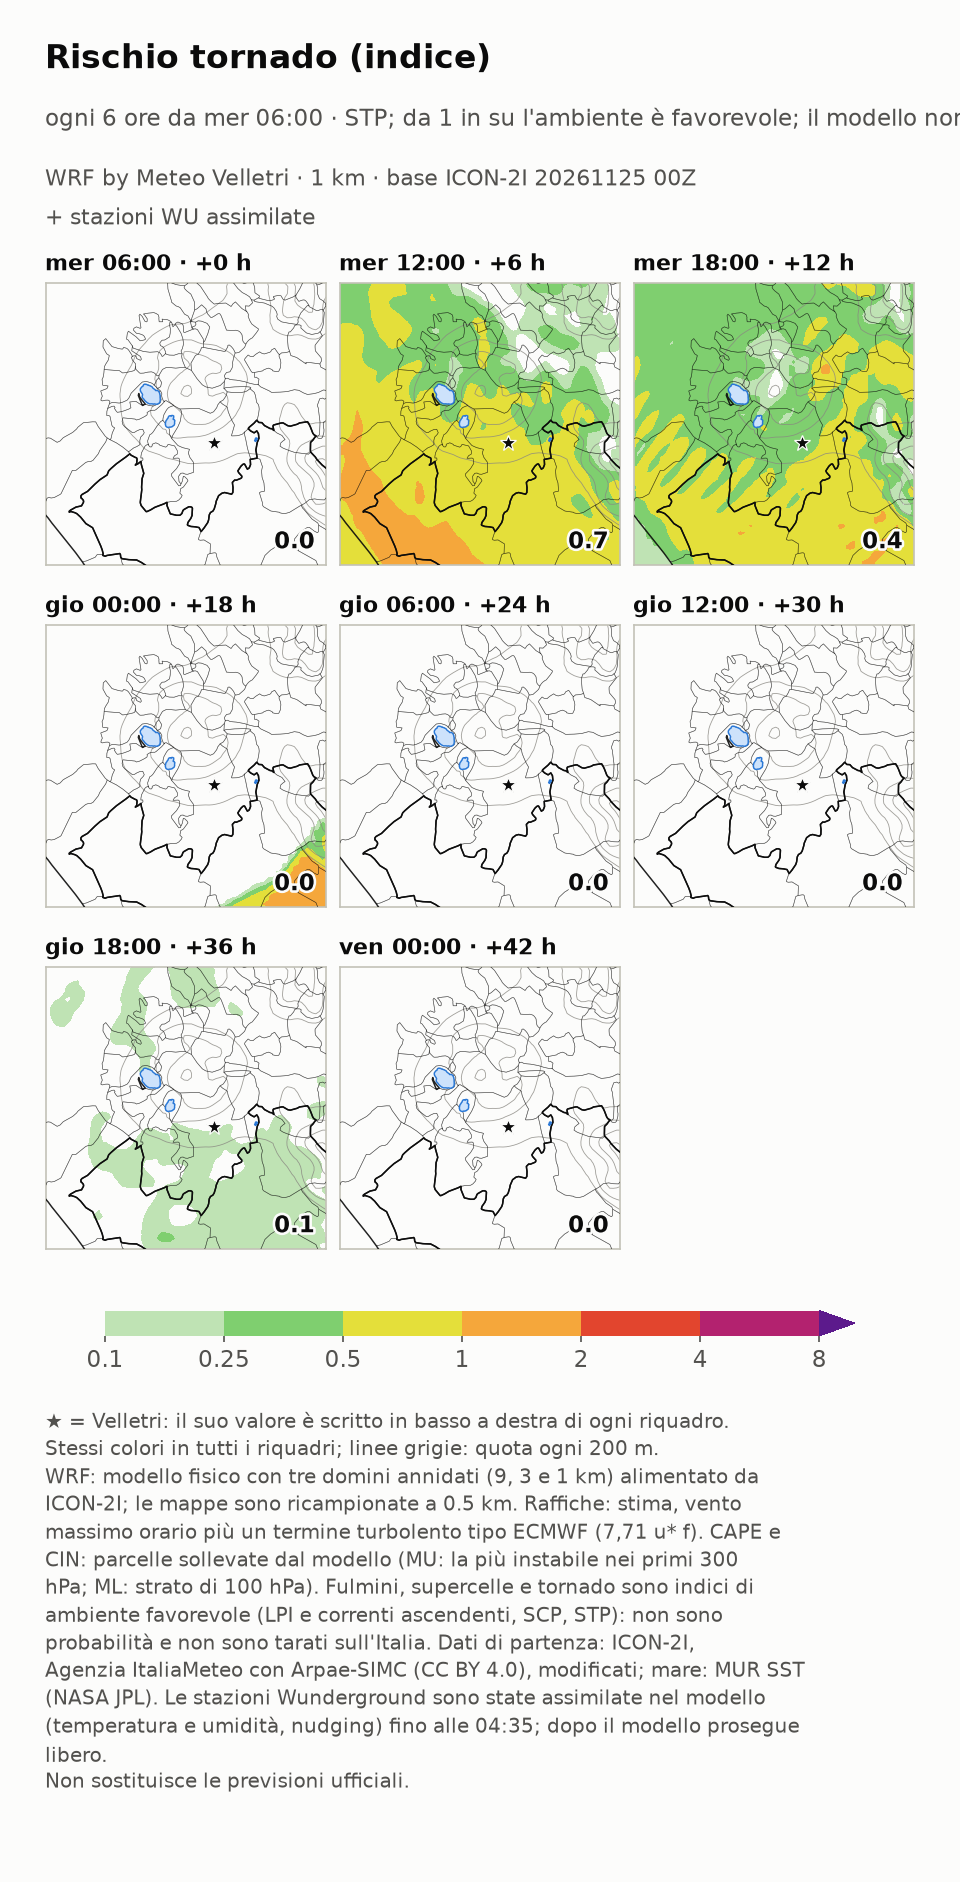 Rischio tornado (indice)
ogni 6 ore da mer 06:00 · STP; da 1 in su l'ambiente è favorevole; il modello non
WRF by Meteo Velletri · 1 km · base ICON-2I 20261125 00Z
+ stazioni WU assimilate
mer 06:00 · +0 h
mer 12:00 · +6 h
mer 18:00 · +12 h
0.0
0.7
0.4
gio 00:00 · +18 h
gio 06:00 · +24 h
gio 12:00 · +30 h
0.0
0.0
0.0
gio 18:00 · +36 h
ven 00:00 · +42 h
0.1
0.0
0.1
0.25
0.5
1
2
4
8
★ = Velletri: il suo valore è scritto in basso a destra di ogni riquadro.
Stessi colori in tutti i riquadri; linee grigie: quota ogni 200 m.
WRF: modello fisico con tre domini annidati (9, 3 e 1 km) alimentato da
ICON-2I; le mappe sono ricampionate a 0.5 km. Raffiche: stima, vento
massimo orario più un termine turbolento tipo ECMWF (7,71 u* f). CAPE e
CIN: parcelle sollevate dal modello (MU: la più instabile nei primi 300
hPa; ML: strato di 100 hPa). Fulmini, supercelle e tornado sono indici di
ambiente favorevole (LPI e correnti ascendenti, SCP, STP): non sono
probabilità e non sono tarati sull'Italia. Dati di partenza: ICON-2I,
Agenzia ItaliaMeteo con Arpae-SIMC (CC BY 4.0), modificati; mare: MUR SST
(NASA JPL). Le stazioni Wunderground sono state assimilate nel modello
(temperatura e umidità, nudging) fino alle 04:35; dopo il modello prosegue
libero.
Non sostituisce le previsioni ufficiali.